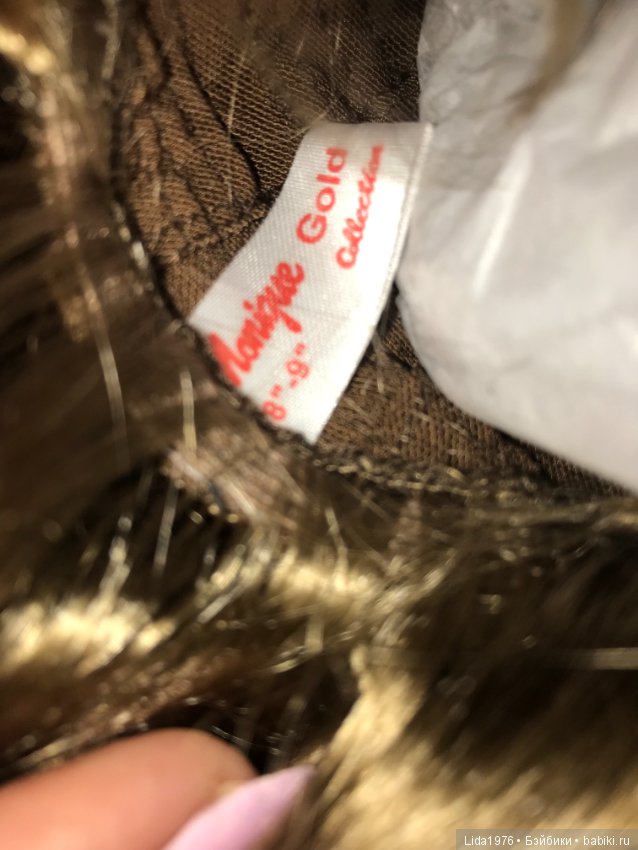 Monique
Gold
Collection
8"-9"
Lida1976 • Бэйбики • babiki.ru